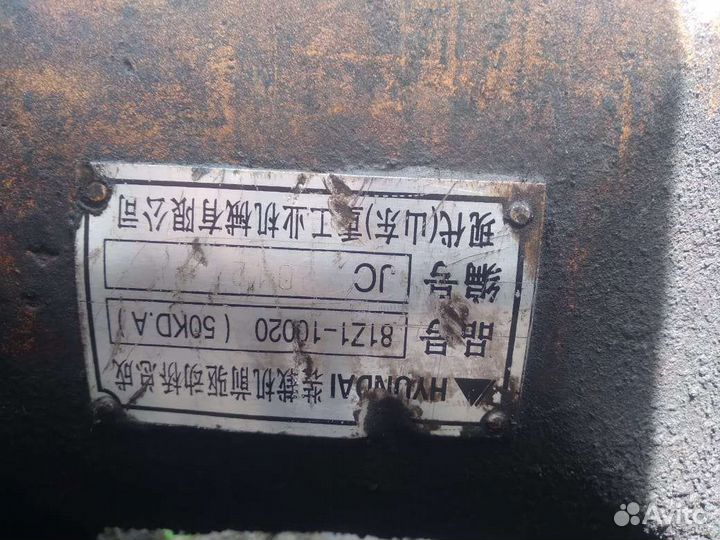 HYUNDAI 装载机前驱动桥总成
品号 81Z1-10020 (50KD.A)
编号 JC
现代(山东)重工业机械有限公司
Avito